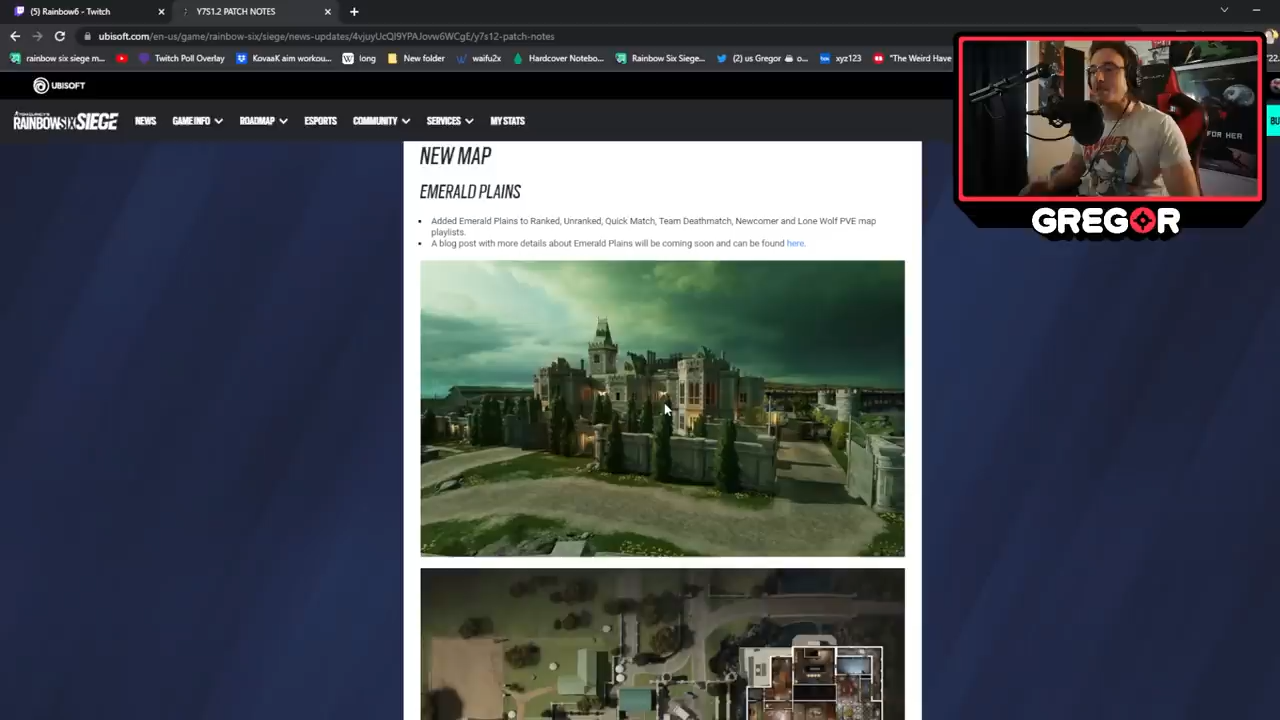 (5) Rainbow6 - Twitch
Y7S1.2 PATCH NOTES
ubisoft.com/en-us/game/rainbow-six/siege/news-updates/4vjuyUcQI9YPAJovw6WCgE/y7s12-patch-notes
rainbow six siege m... Twitch Poll Overlay KovaaK aim workou... long New folder waifu2x Hardcover Notebo... Rainbow Six Siege... (2) us Gregor o... xyz123 "The Weird Have
UBISOFT
RAINBOWSIX SIEGE NEWS GAME INFO ROADMAP ESPORTS COMMUNITY SERVICES MY STATS
BU
FOR HER
NEW MAP
GREGOR
EMERALD PLAINS
Added Emerald Plains to Ranked, Unranked, Quick Match, Team Deathmatch, Newcomer and Lone Wolf PVE map
playlists.
A blog post with more details about Emerald Plains will be coming soon and can be found here.